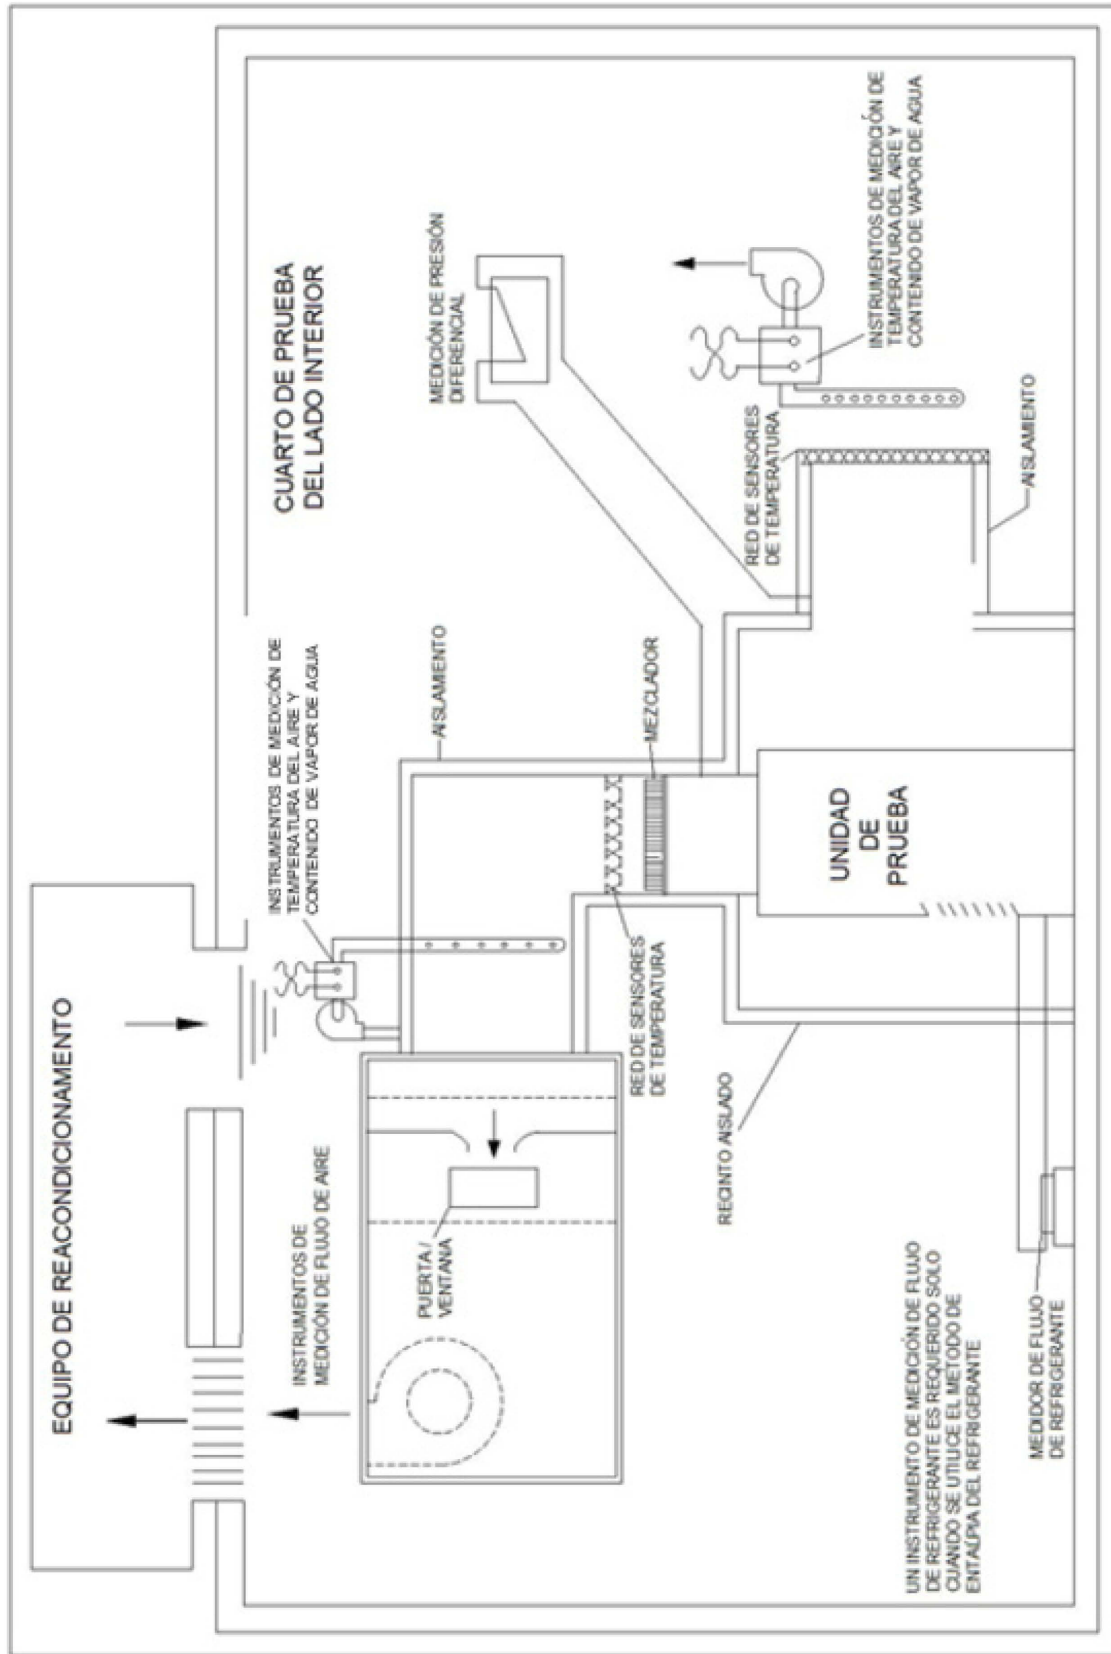 EQUIPO DE REACONDICIONAMIENTO
INSTRUMENTOS DE MEDICIÓN DE
TEMPERATURA DEL AIRE Y
CONTENIDO DE VAPOR DE AGUA
CUARTO DE PRUEBA
DEL LADO INTERIOR
INSTRUMENTOS DE
MEDICIÓN DE FLUJO DE AIRE
PUERTA /
VENTANA
AISLAMIENTO
MEDICIÓN DE PRESIÓN
DIFERENCIAL
RED DE SENSORES
DE TEMPERATURA
MEZCLADOR
RED DE SENSORES
DE TEMPERATURA
INSTRUMENTOS DE MEDICIÓN DE
TEMPERATURA DEL AIRE Y
CONTENIDO DE VAPOR DE AGUA
RECINTO AISLADO
UNIDAD
DE
PRUEBA
AISLAMIENTO
UN INSTRUMENTO DE MEDICIÓN DE FLUJO
DE REFRIGERANTE ES REQUERIDO SOLO
CUANDO SE UTILICE EL METODO DE
ENTALPIA DEL REFRIGERANTE
MEDIDOR DE FLUJO
DE REFRIGERANTE